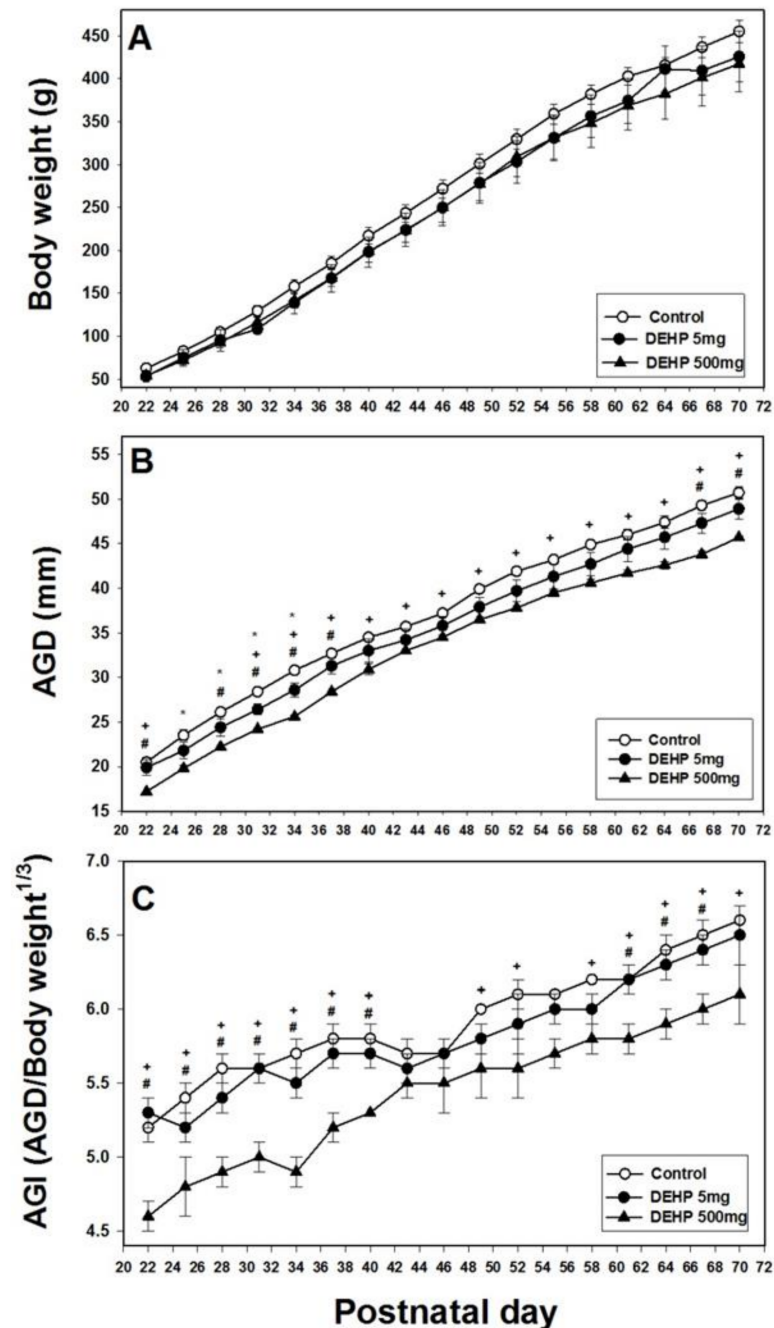 A
Body weight (g)
450
400
350
300
250
200
150
100
50
Control
DEHP 5mg
DEHP 500mg
20 22 24 26 28 30 32 34 36 38 40 42 44 46 48 50 52 54 56 58 60 62 64 66 68 70 72
B
AGD (mm)
55
50
45
40
35
30
25
20
15
+ #
*
* #
* + #
* + #
+ #
+
+
+
+
+
+
+
+
+
+ #
+ #
Control
DEHP 5mg
DEHP 500mg
20 22 24 26 28 30 32 34 36 38 40 42 44 46 48 50 52 54 56 58 60 62 64 66 68 70 72
C
AGI (AGD/Body weight1/3)
7.0
6.5
6.0
5.5
5.0
4.5
+ #
+ #
+ #
+ #
+ #
+ #
+ #
+
+
+
+ #
+ #
+ #
+
Control
DEHP 5mg
DEHP 500mg
20 22 24 26 28 30 32 34 36 38 40 42 44 46 48 50 52 54 56 58 60 62 64 66 68 70 72
Postnatal day